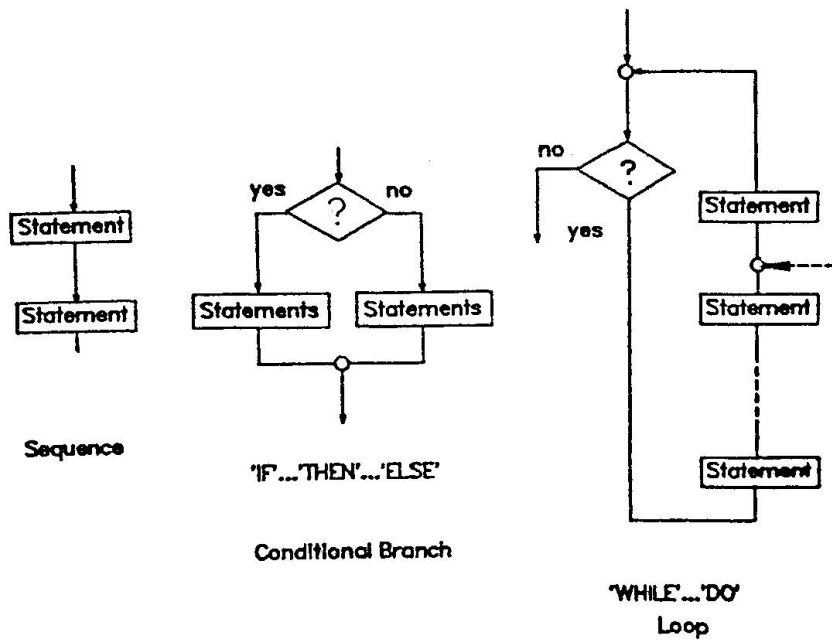 Statement
Statement
Sequence
yes
?
no
Statements
Statements
'IF'...'THEN'...'ELSE'
Conditional Branch
no
?
yes
Statement
Statement
Statement
'WHILE'...'DO'
Loop